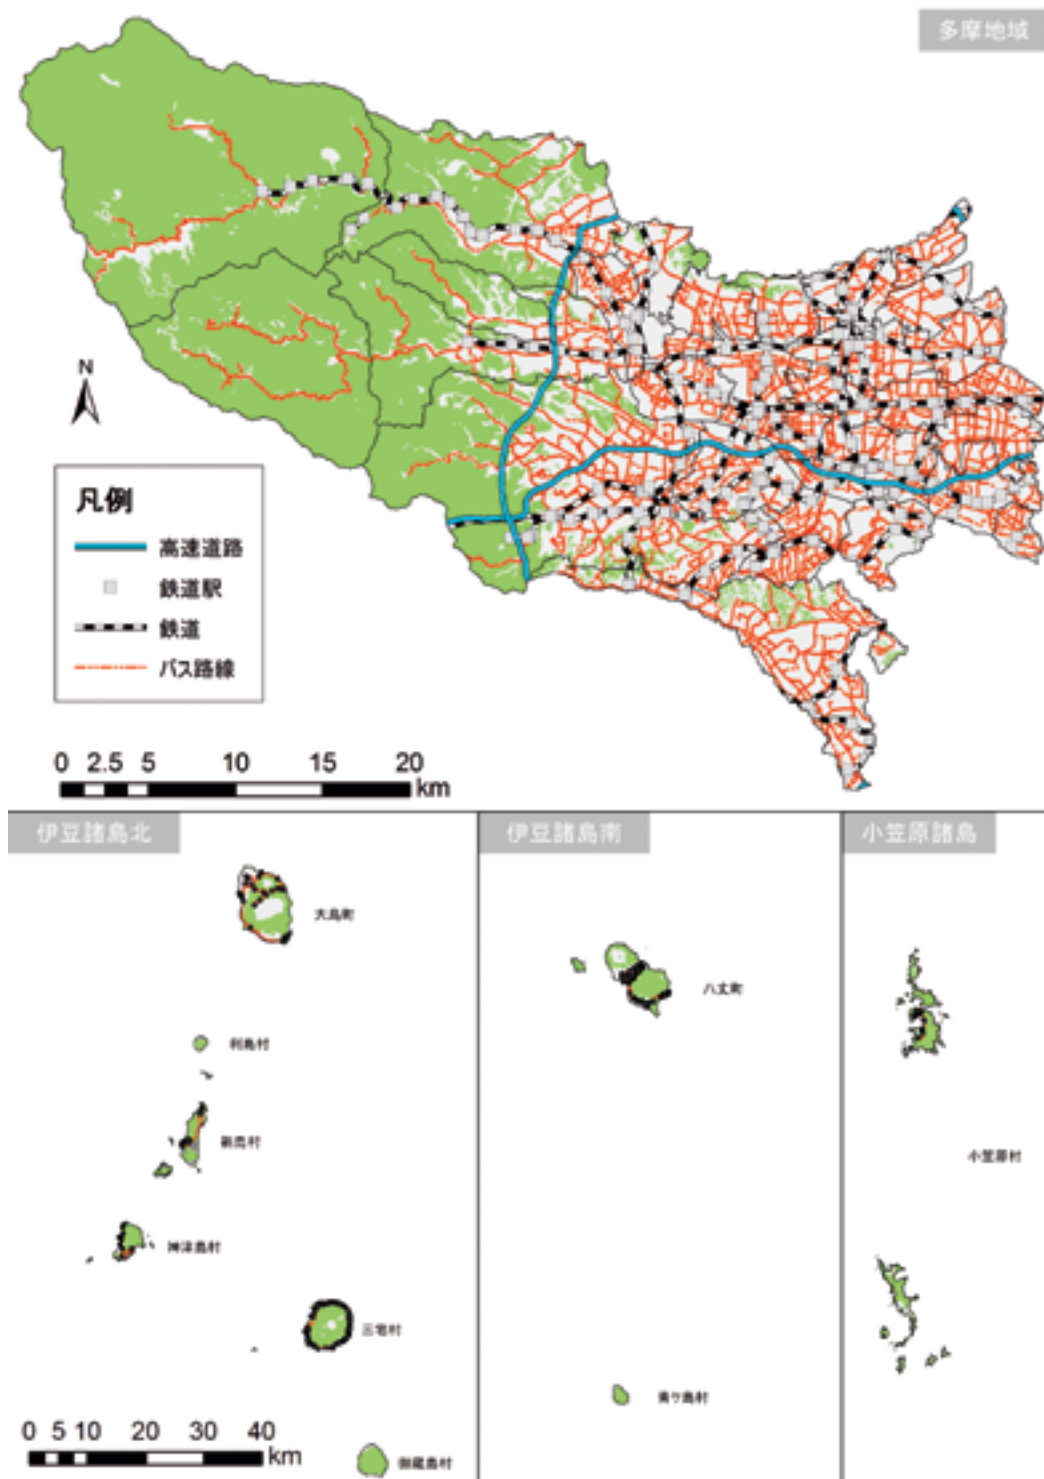 多摩地域
N
凡例
高速道路
鉄道駅
鉄道
バス路線
0 2.5 5 10 15 20
km
伊豆諸島北
伊豆諸島南
小笠原諸島
大島町
八丈町
利島村
新島村
小笠原村
神津島村
三宅村
青ヶ島村
0 5 10 20 30 40
km
御蔵島村